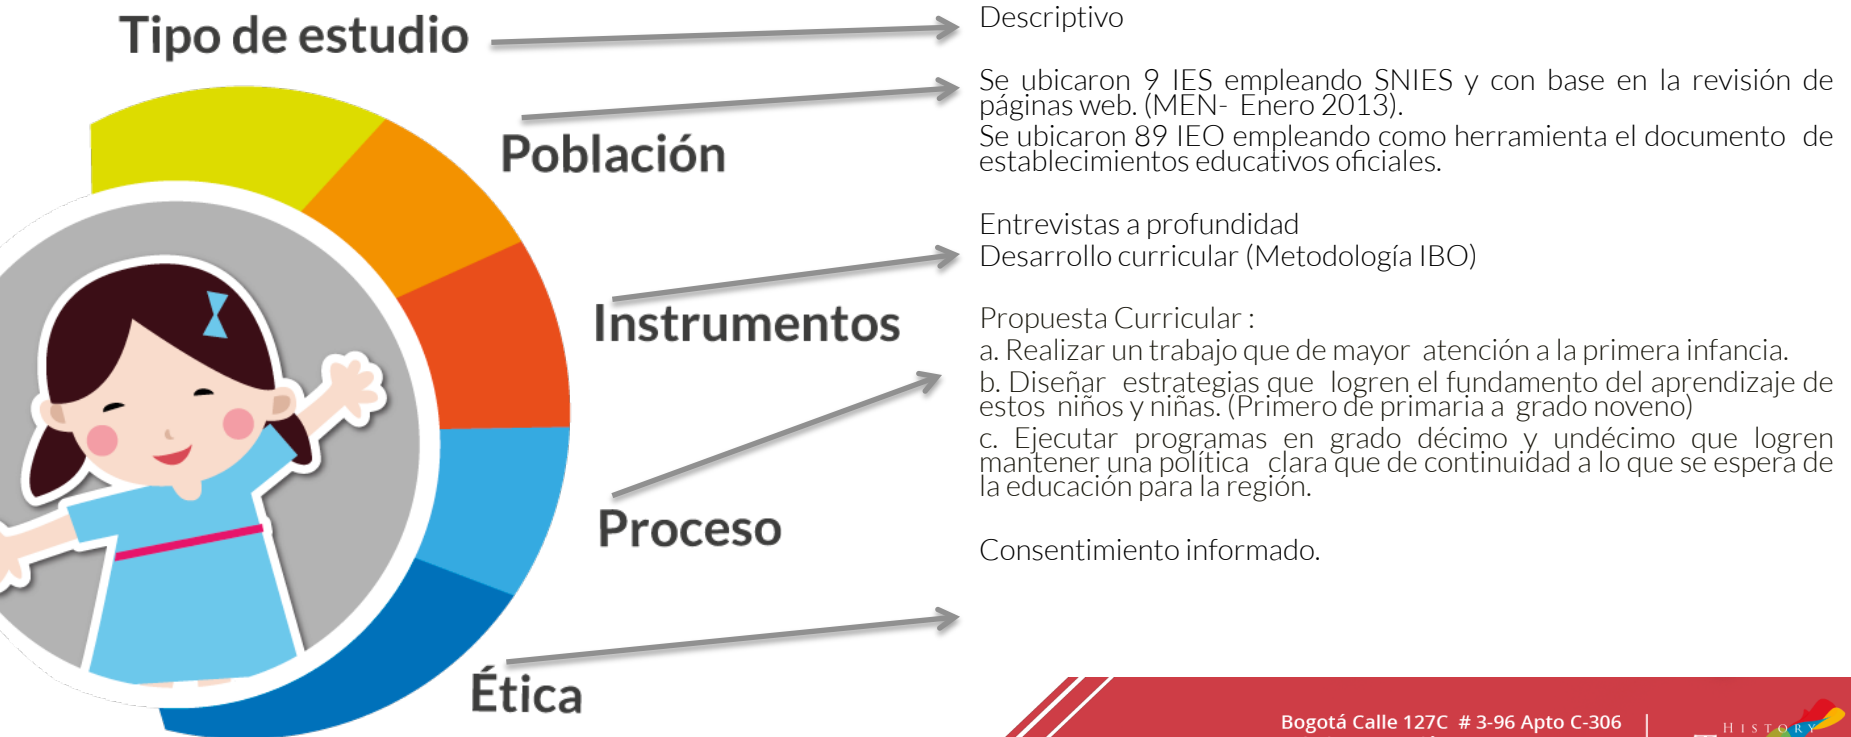 Tipo de estudio
Descriptivo
Población
Se ubicaron 9 IES empleando SNIES y con base en la revisión de
páginas web. (MEN- Enero 2013).
Se ubicaron 89 IEO empleando como herramienta el documento de
establecimientos educativos oficiales.
Instrumentos
Entrevistas a profundidad
Desarrollo curricular (Metodología IBO)
Proceso
Propuesta Curricular :
a. Realizar un trabajo que de mayor atención a la primera infancia.
b. Diseñar estrategias que logren el fundamento del aprendizaje de
estos niños y niñas. (Primero de primaria a grado noveno)
c. Ejecutar programas en grado décimo y undécimo que logren
mantener una política clara que de continuidad a lo que se espera de
la educación para la región.
Ética
Consentimiento informado.
Bogotá Calle 127C # 3-96 Apto C-306 |
HISTORY